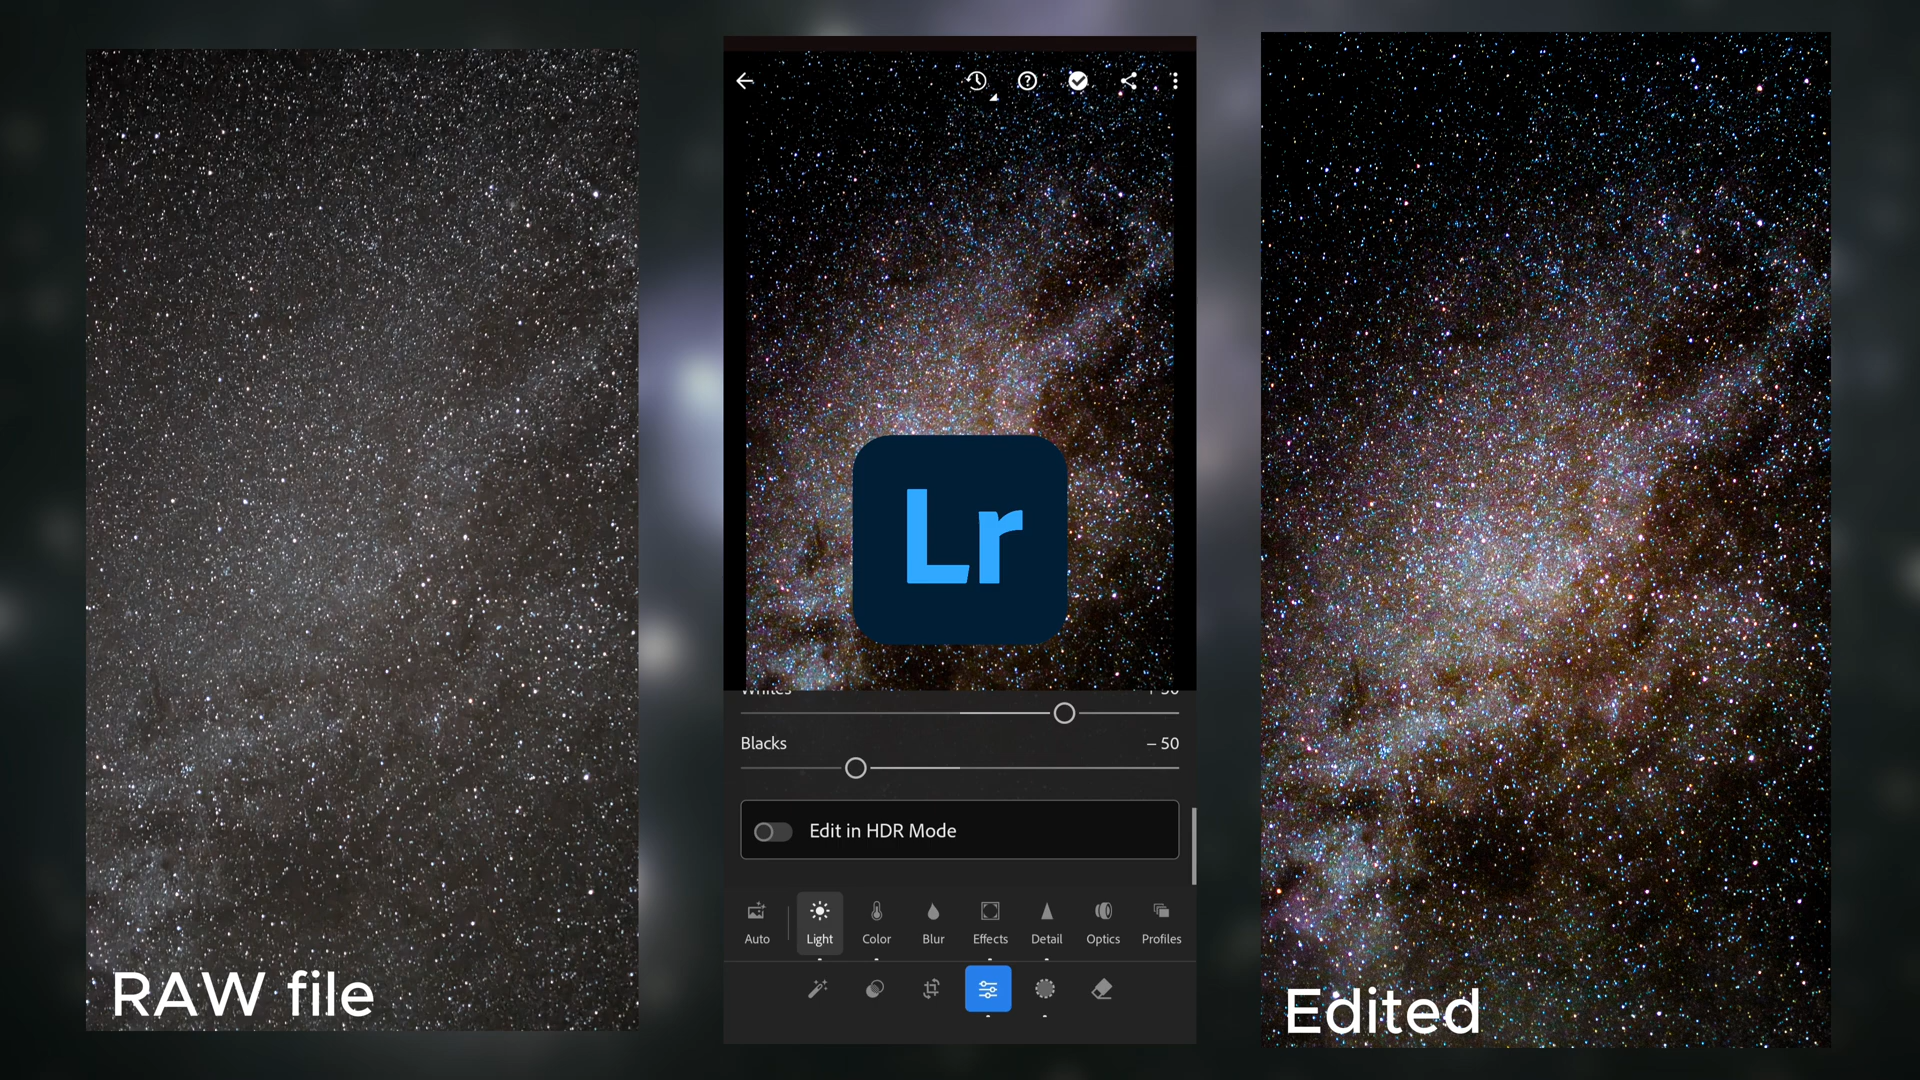 Lr
Blacks
– 50
Edit in HDR Mode
Auto
Light
Color
Blur
Effects
Detail
Optics
Profiles
RAW file
Edited